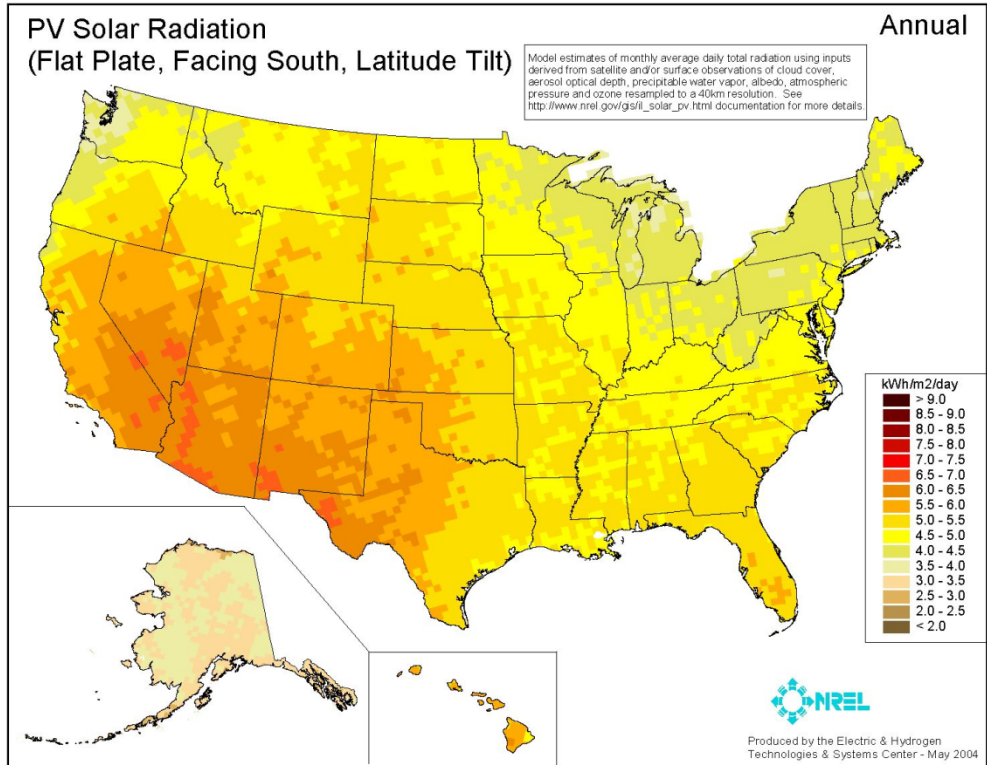 PV Solar Radiation
(Flat Plate, Facing South, Latitude Tilt)
Annual
Model estimates of monthly average daily total radiation using inputs
derived from satellite and/or surface observations of cloud cover,
aerosol optical depth, precipitable water vapor, albedo, atmospheric
pressure and ozone resampled to a 40km resolution. See
http://www.nrel.gov/gis/il_solar_pv.html documentation for more details.
kWh/m2/day
> 9.0
8.5 - 9.0
8.0 - 8.5
7.5 - 8.0
7.0 - 7.5
6.5 - 7.0
6.0 - 6.5
5.5 - 6.0
5.0 - 5.5
4.5 - 5.0
4.0 - 4.5
3.5 - 4.0
3.0 - 3.5
2.5 - 3.0
2.0 - 2.5
< 2.0
NREL
Produced by the Electric & Hydrogen
Technologies & Systems Center - May 2004